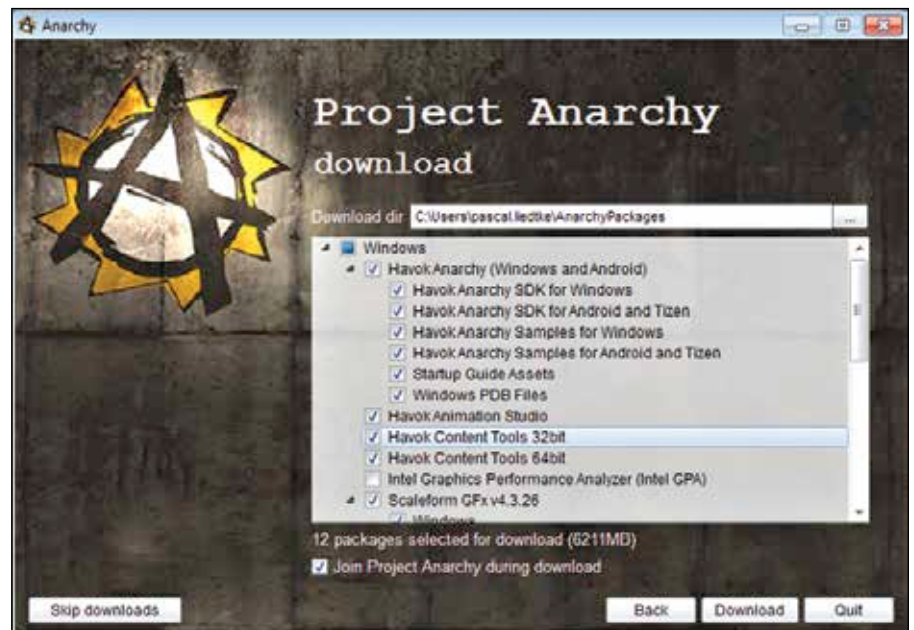 Anarchy
Project Anarchy
download
Download dir C:\Users\pascal.liedtke\AnarchyPackages ...
Windows
Havok Anarchy (Windows and Android)
Havok Anarchy SDK for Windows
Havok Anarchy SDK for Android and Tizen
Havok Anarchy Samples for Windows
Havok Anarchy Samples for Android and Tizen
Startup Guide Assets
Windows PDB Files
Havok Animation Studio
Havok Content Tools 32bit
Havok Content Tools 64bit
Intel Graphics Performance Analyzer (Intel GPA)
Scaleform GFx v4.3.26
Windows
12 packages selected for download (6211MB)
Join Project Anarchy during download
Skip downloads Back Download Quit